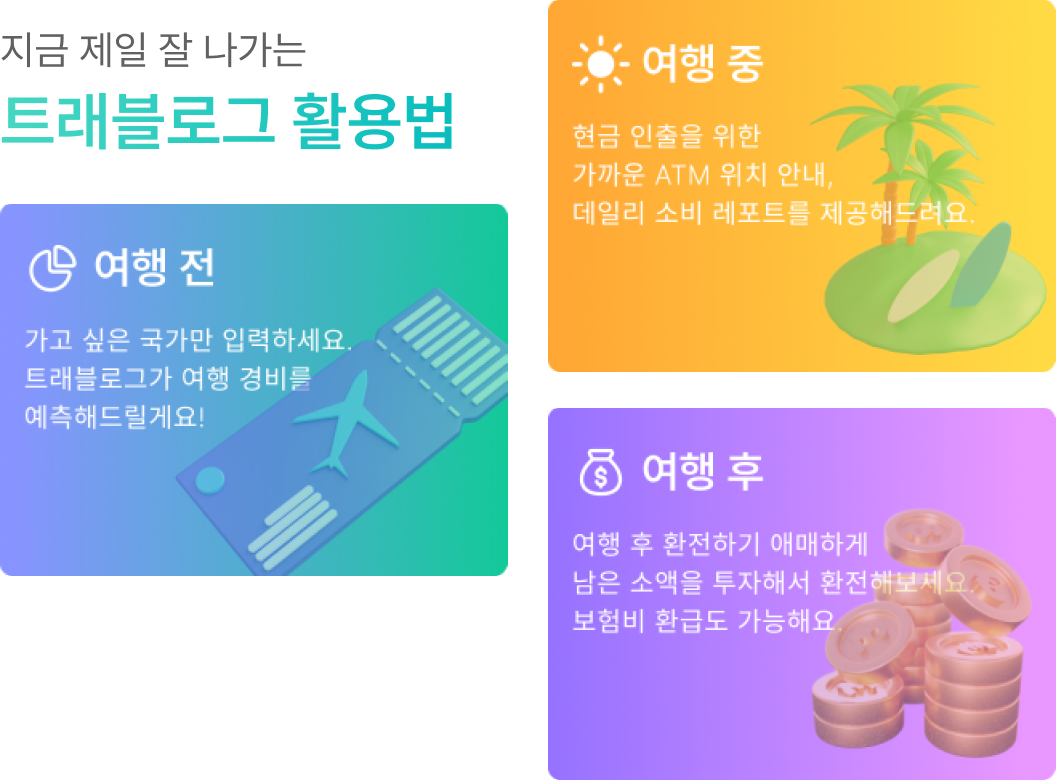 지금 제일 잘 나가는
트래블로그 활용법
여행 전
가고 싶은 국가만 입력하세요.
트래블로그가 여행 경비를
예측해드릴게요!
여행 중
현금 인출을 위한
가까운 ATM 위치 안내,
데일리 소비 레포트를 제공해드려요.
여행 후
여행 후 환전하기 애매하게
남은 소액을 투자해서 환전해보세요.
보험비 환급도 가능해요.